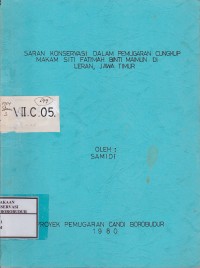 SARAN KONSERVASI DALAM PEMUGARAN CUNGKUP
MAKAM SITI FATIMAH BINTI MAIMUN DI
LERAN, JAWA TIMUR
VII.C.05.
OLEH :
SAMIDI
PROYEK PEMUGARAN CANDI BOROBUDUR
1980